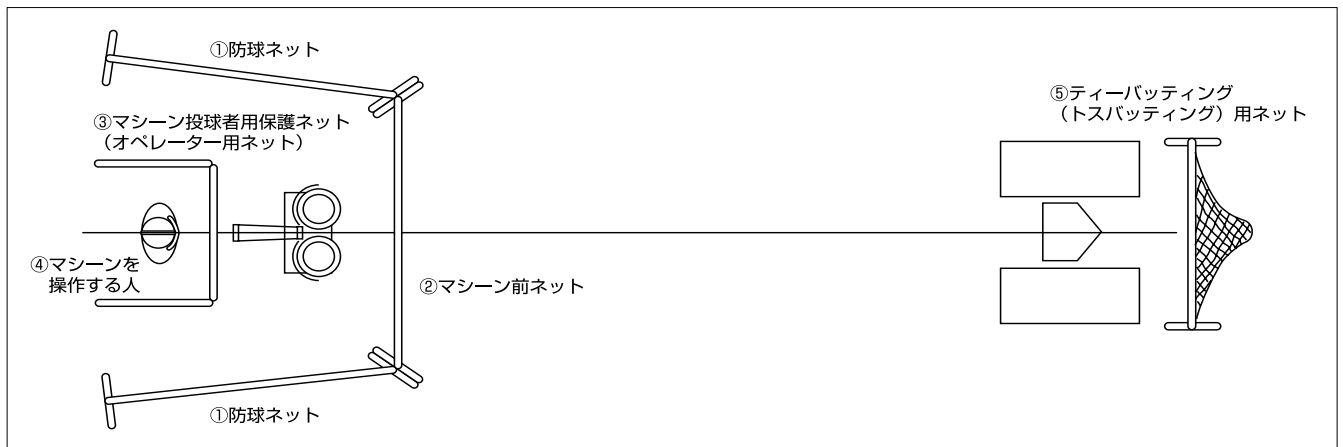 ①防球ネット
③マシーン投球者用保護ネット
（オペレーター用ネット）
④マシーンを
操作する人
②マシーン前ネット
①防球ネット
⑤ティーバッティング
（トスバッティング）用ネット